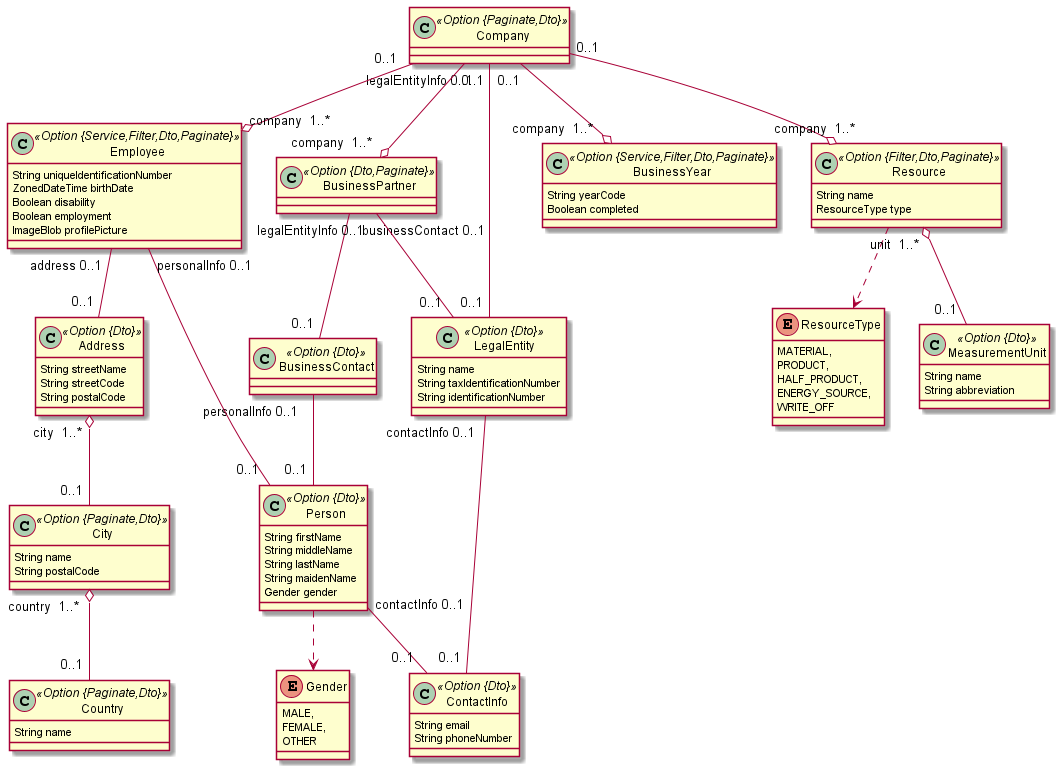 C «Option {Paginate,Dto}»
Company
0..1
0..1
legalEntityInfo 0..1
0..1
0..1
company 1..*
company 1..*
company 1..*
company 1..*
C «Option {Service,Filter,Dto,Paginate}»
Employee
String uniqueIdentificationNumber
ZonedDateTime birthDate
Boolean disability
Boolean employment
ImageBlob profilePicture
C «Option {Dto,Paginate}»
BusinessPartner
C «Option {Service,Filter,Dto,Paginate}»
BusinessYear
String yearCode
Boolean completed
C «Option {Filter,Dto,Paginate}»
Resource
String name
ResourceType type
legalEntityInfo 0..1
businessContact 0..1
unit 1..*
address 0..1
personalInfo 0..1
0..1
0..1
0..1
0..1
0..1
C «Option {Dto}»
Address
String streetName
String streetCode
String postalCode
C «Option {Dto}»
BusinessContact
C «Option {Dto}»
LegalEntity
String name
String taxIdentificationNumber
String identificationNumber
E ResourceType
MATERIAL,
PRODUCT,
HALF_PRODUCT,
ENERGY_SOURCE,
WRITE_OFF
C «Option {Dto}»
MeasurementUnit
String name
String abbreviation
city 1..*
personalInfo 0..1
contactInfo 0..1
0..1
0..1
0..1
C «Option {Paginate,Dto}»
City
String name
String postalCode
C «Option {Dto}»
Person
String firstName
String middleName
String lastName
String maidenName
Gender gender
country 1..*
contactInfo 0..1
0..1
0..1
0..1
C «Option {Paginate,Dto}»
Country
String name
E Gender
MALE,
FEMALE,
OTHER
C «Option {Dto}»
ContactInfo
String email
String phoneNumber